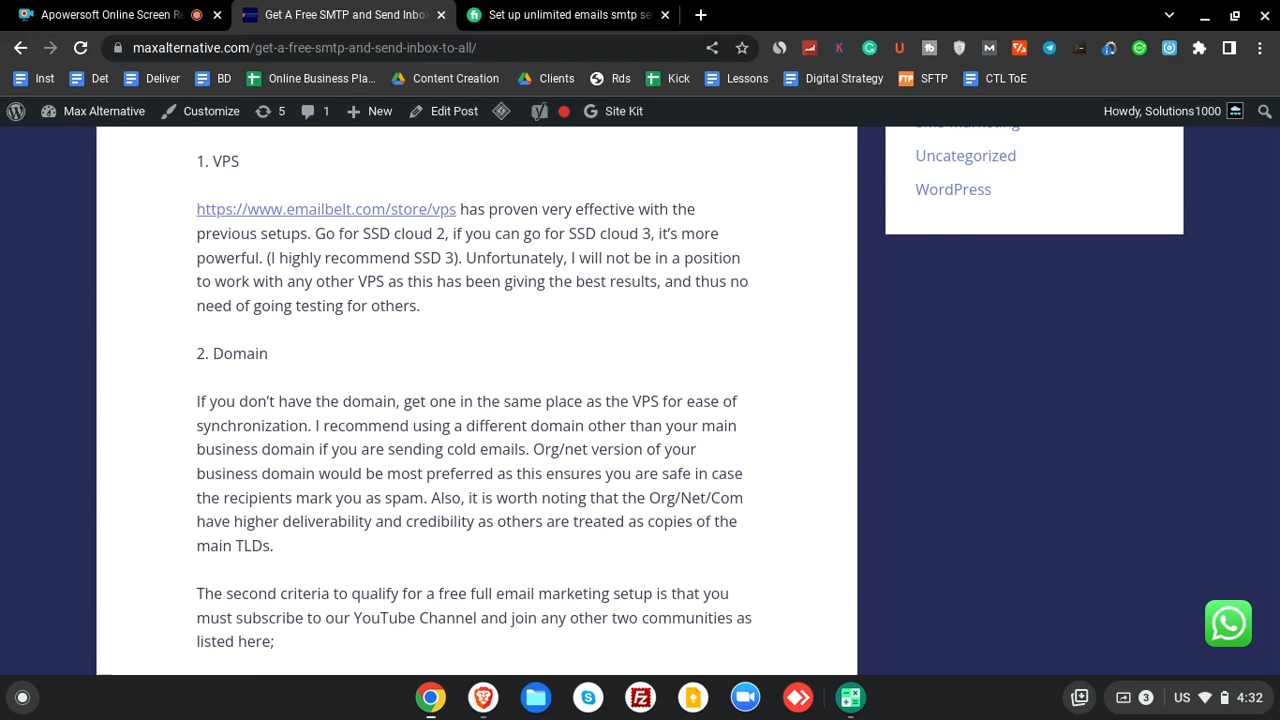 Apowersoft Online Screen Re
Get A Free SMTP and Send Inbox
Set up unlimited emails smtp se
maxalternative.com/get-a-free-smtp-and-send-inbox-to-all/
Inst
Det
Deliver
BD
Online Business Pla...
Content Creation
Clients
Rds
Kick
Lessons
Digital Strategy
SFTP
CTL ToE
Max Alternative
Customize
5
1
New
Edit Post
Site Kit
Howdy, Solutions1000
Uncategorized
WordPress
1. VPS
https://www.emailbelt.com/store/vps has proven very effective with the
previous setups. Go for SSD cloud 2, if you can go for SSD cloud 3, it’s more
powerful. (I highly recommend SSD 3). Unfortunately, I will not be in a position
to work with any other VPS as this has been giving the best results, and thus no
need of going testing for others.
2. Domain
If you don’t have the domain, get one in the same place as the VPS for ease of
synchronization. I recommend using a different domain other than your main
business domain if you are sending cold emails. Org/net version of your
business domain would be most preferred as this ensures you are safe in case
the recipients mark you as spam. Also, it is worth noting that the Org/Net/Com
have higher deliverability and credibility as others are treated as copies of the
main TLDs.
The second criteria to qualify for a free full email marketing setup is that you
must subscribe to our YouTube Channel and join any other two communities as
listed here;
3
US
4:32